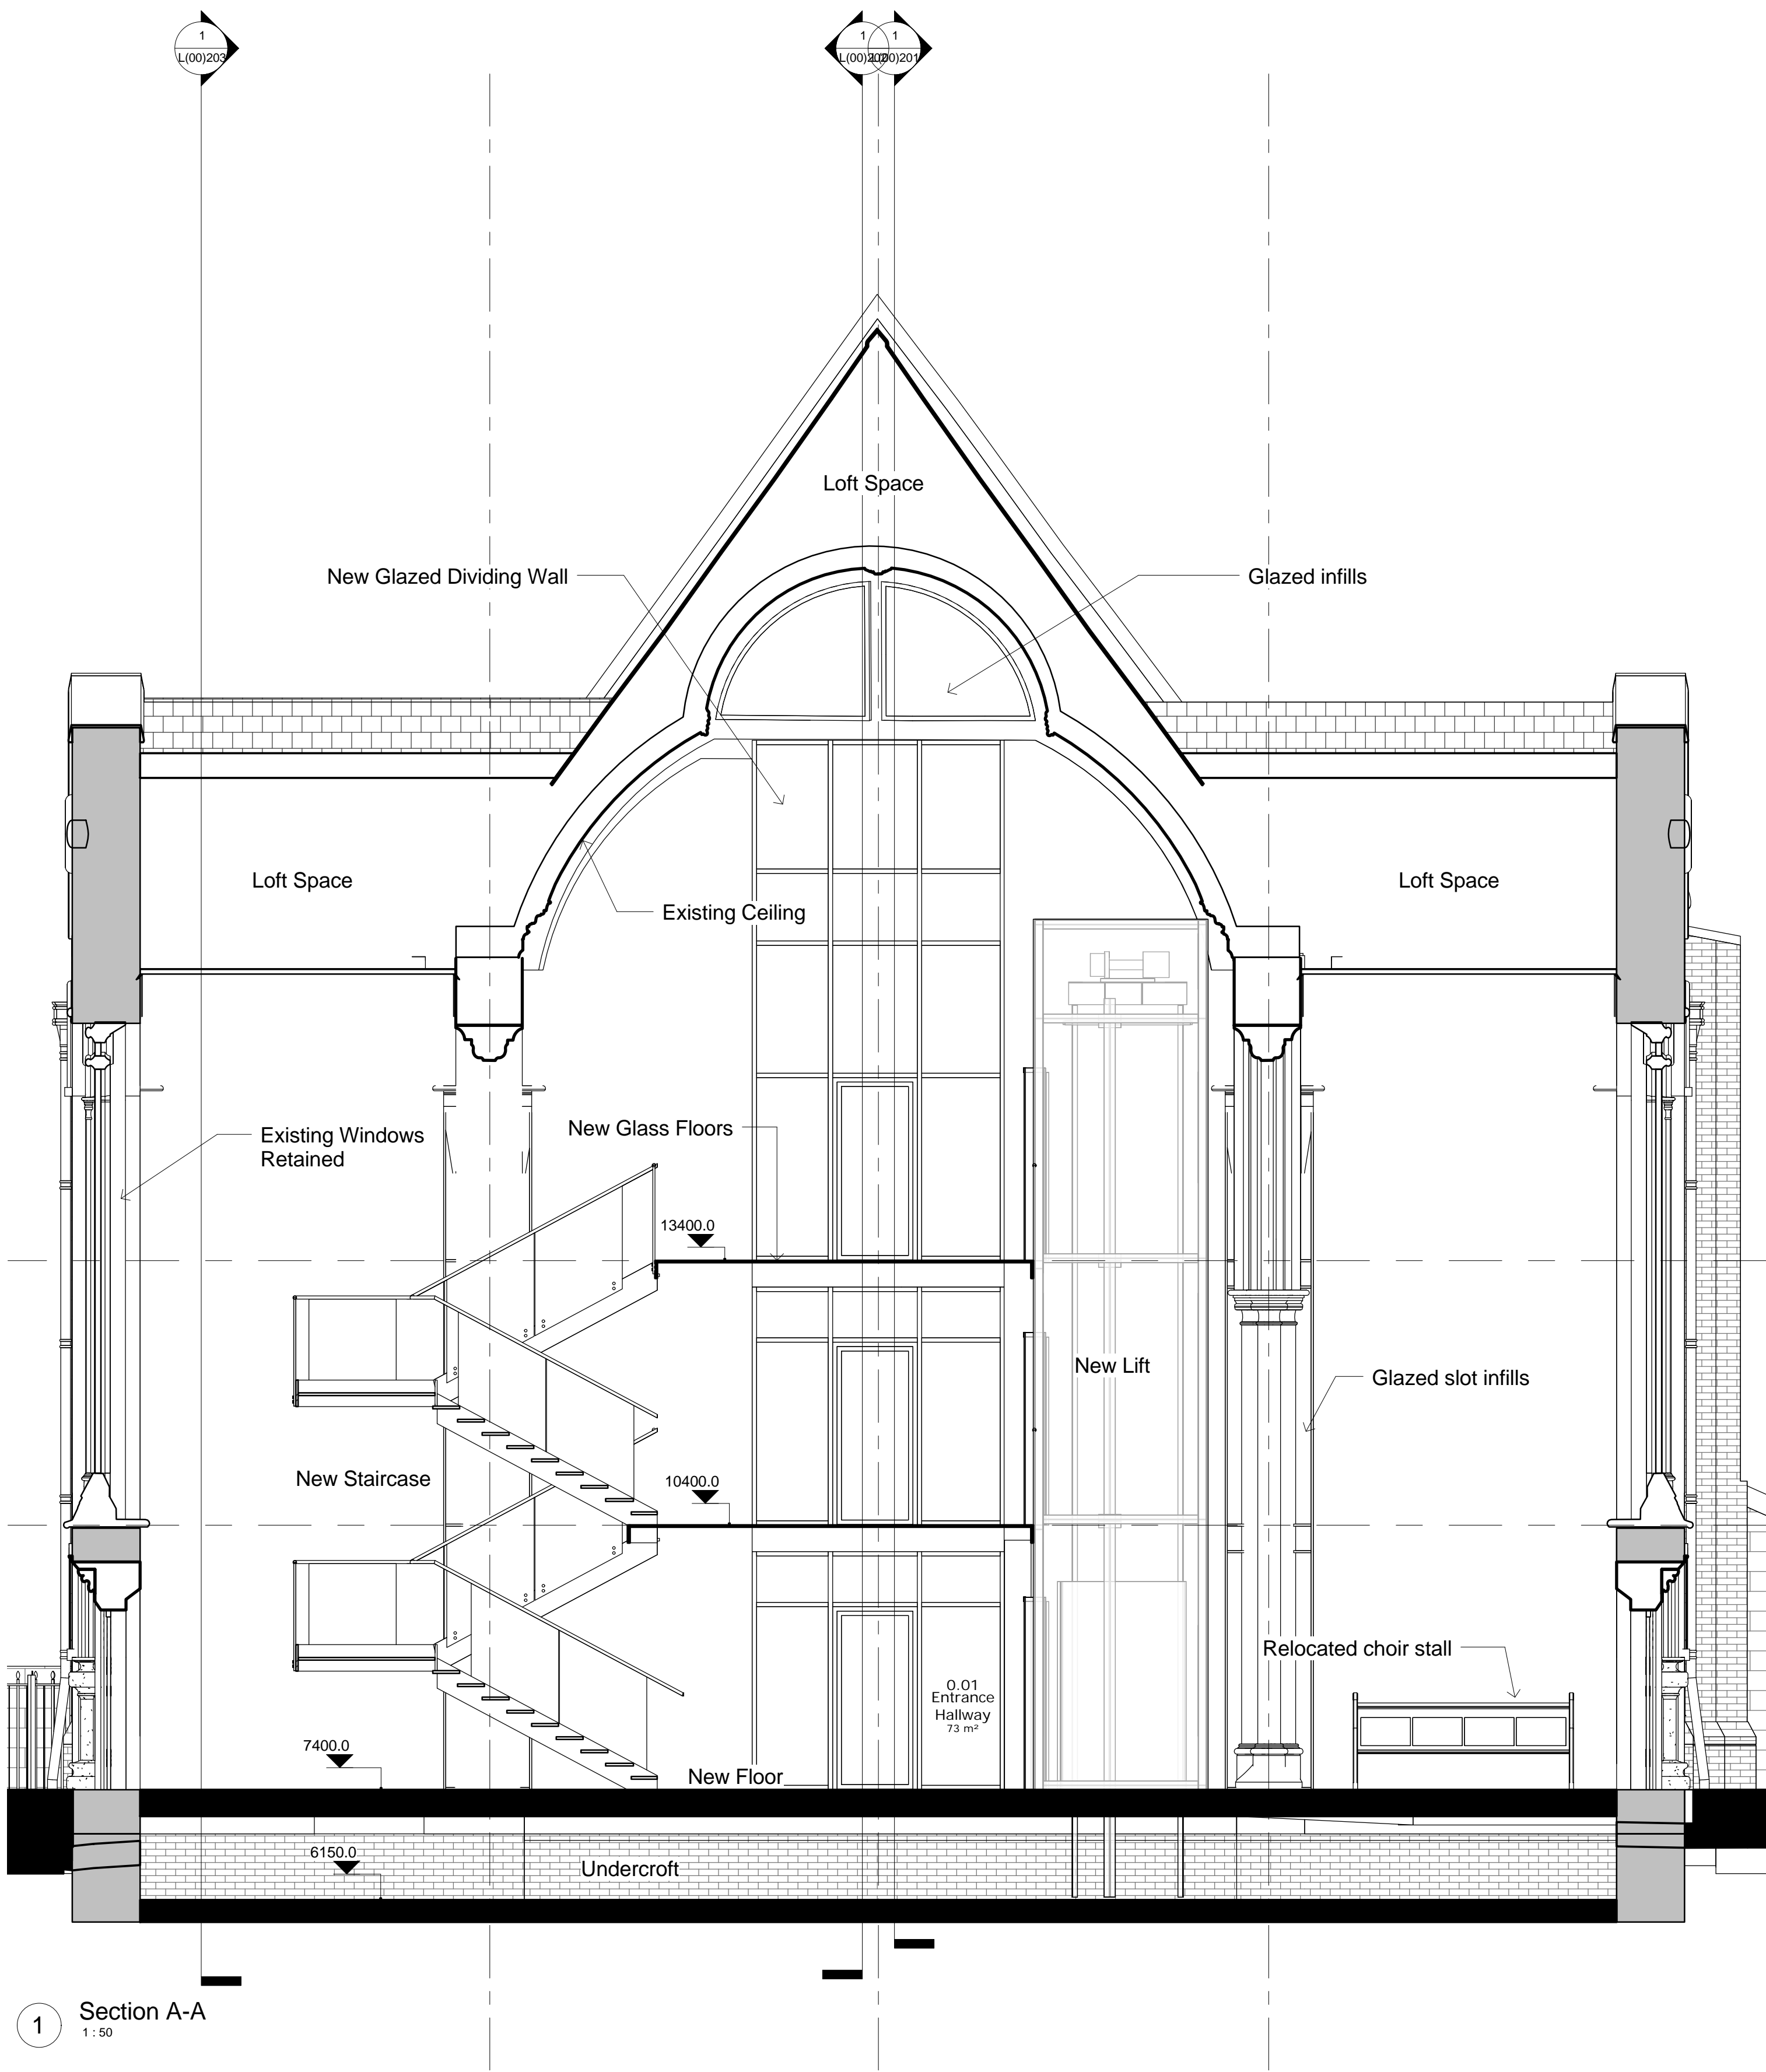 1
L(00)203
1
L(00)202
1
L(00)201
Loft Space
New Glazed Dividing Wall
Glazed infills
Loft Space
Loft Space
Existing Ceiling
Existing Windows
Retained
New Glass Floors
13400.0
New Lift
Glazed slot infills
New Staircase
10400.0
Relocated choir stall
0.01
Entrance
Hallway
73 m²
7400.0
New Floor
6150.0
Undercroft
1
Section A-A
1 : 50